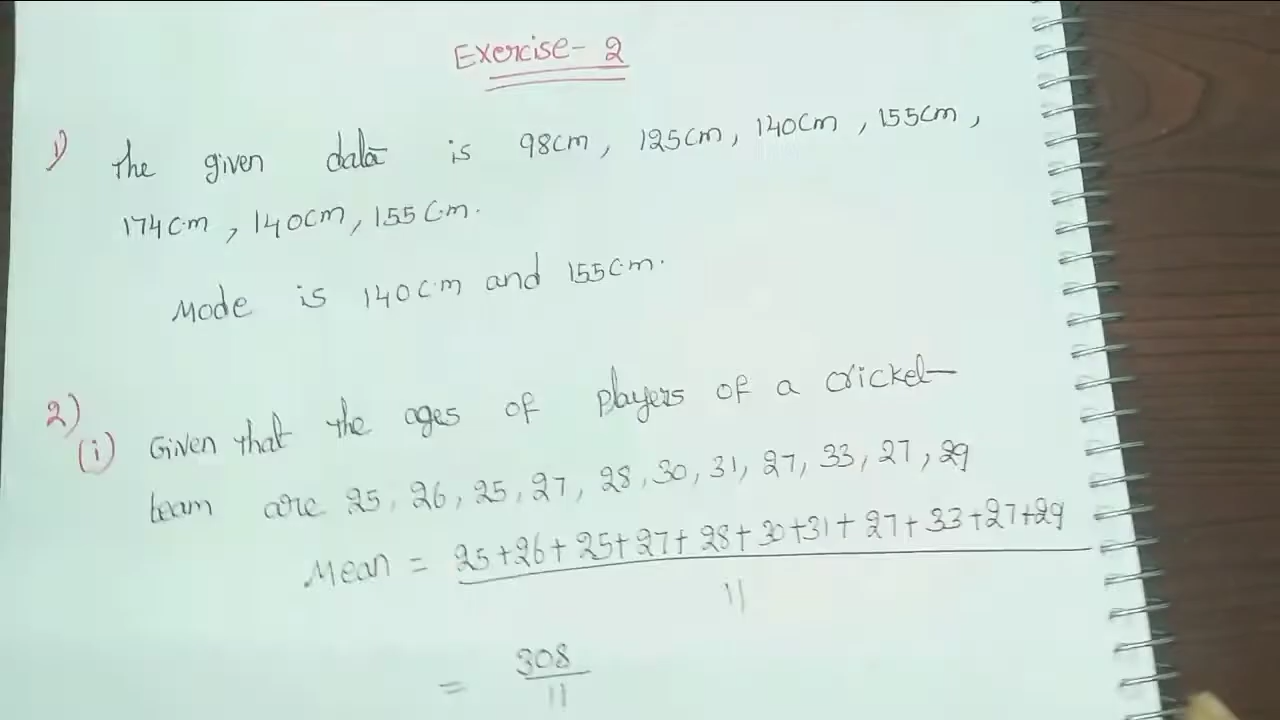 Exercise- 2
1) The given data is 98cm, 125cm, 140cm, 155cm,
174cm, 140cm, 155cm.
Mode is 140cm and 155cm.
2)
(i) Given that the ages of players of a cricket
team are 25, 26, 25, 27, 28, 30, 31, 27, 33, 27, 29
Mean = 25+26+25+27+28+30+31+27+33+27+29
11
= 308
11